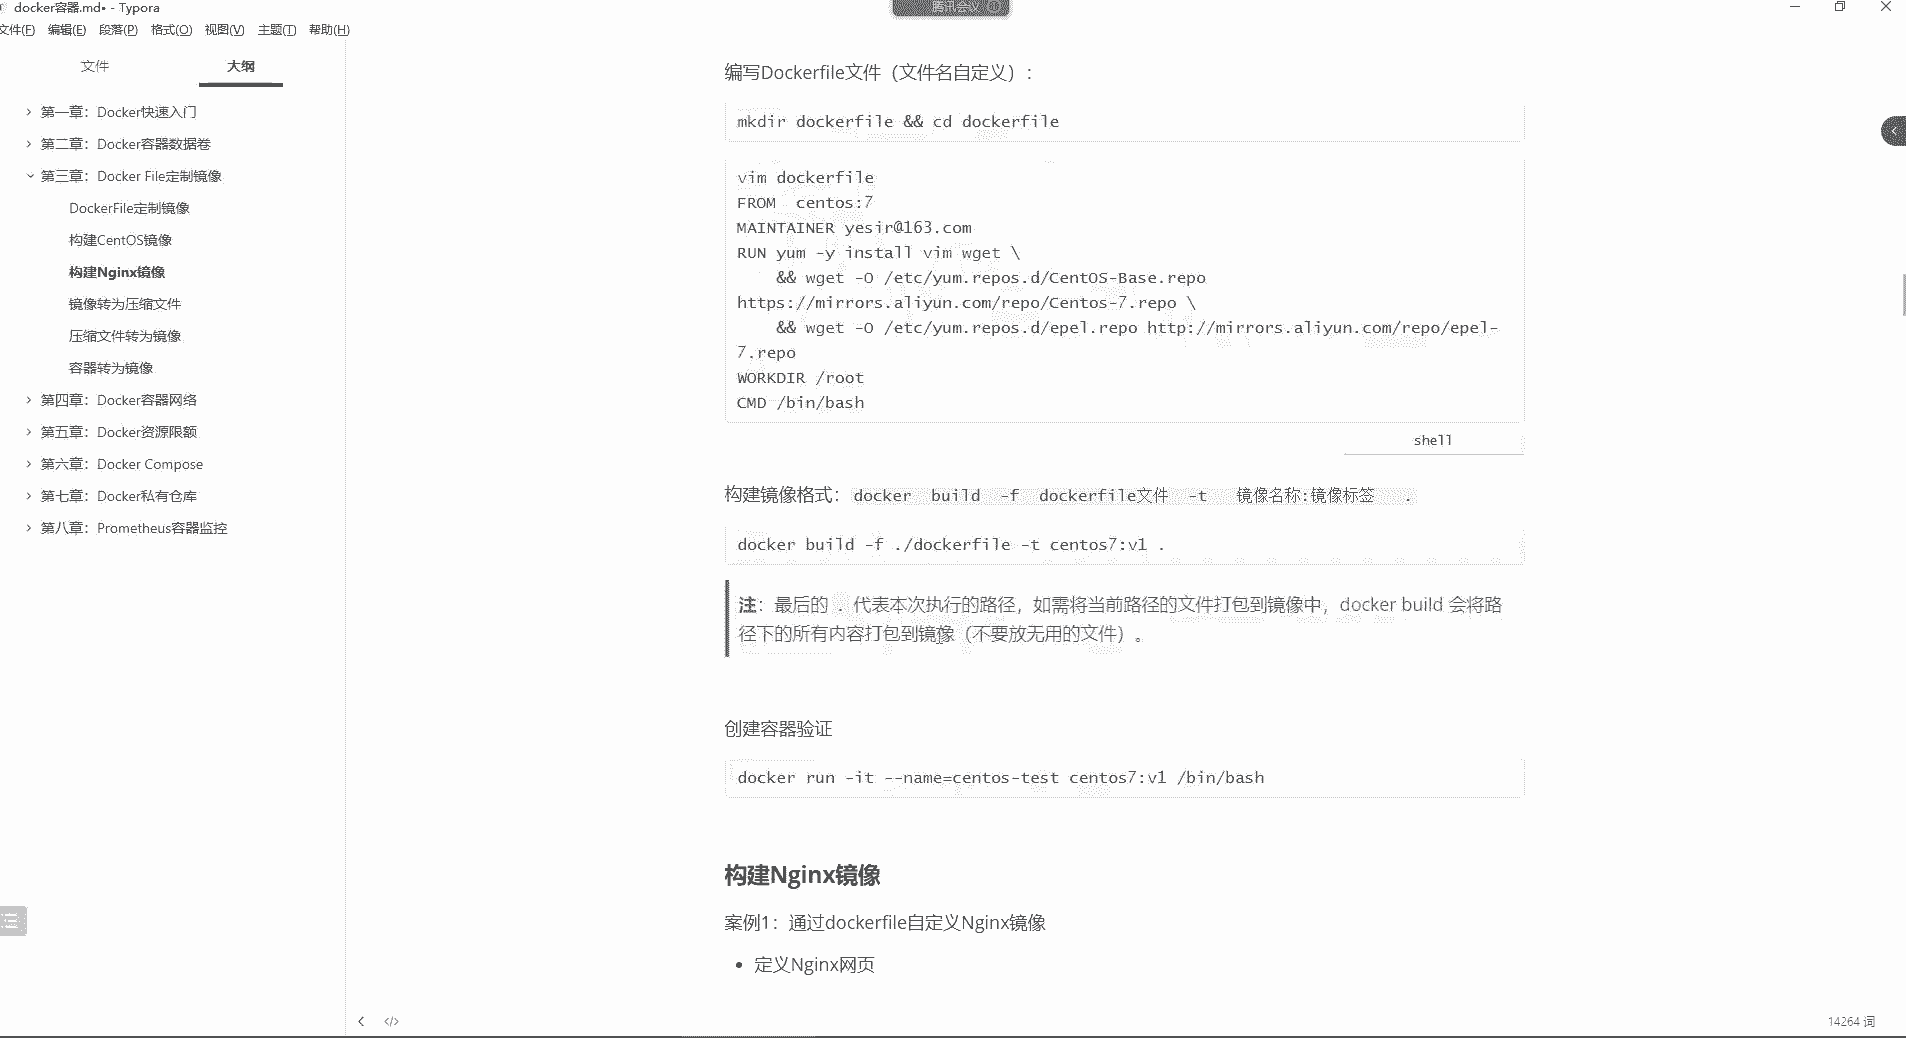 docker容器.md• - Typora
腾讯会议
文件(F) 编辑(E) 段落(P) 格式(O) 视图(V) 主题(T) 帮助(H)
文件 大纲
第一章：Docker快速入门
第二章：Docker容器数据卷
第三章：Docker File定制镜像
DockerFile定制镜像
构建CentOS镜像
构建Nginx镜像
镜像转为压缩文件
压缩文件转为镜像
容器转为镜像
第四章：Docker容器网络
第五章：Docker资源限额
第六章：Docker Compose
第七章：Docker私有仓库
第八章：Prometheus容器监控
编写Dockerfile文件（文件名自定义）：
mkdir dockerfile && cd dockerfile
vim dockerfile
FROM  centos:7
MAINTAINER yesir@163.com
RUN yum -y install vim wget \
    && wget -O /etc/yum.repos.d/CentOS-Base.repo
https://mirrors.aliyun.com/repo/Centos-7.repo \
    && wget -O /etc/yum.repos.d/epel.repo http://mirrors.aliyun.com/repo/epel-
7.repo
WORKDIR /root
CMD /bin/bash
shell
构建镜像格式：docker  build  -f  dockerfile文件  -t   镜像名称:镜像标签   .
docker build -f ./dockerfile -t centos7:v1 .
注：最后的 . 代表本次执行的路径，如需将当前路径的文件打包到镜像中，docker build 会将路
径下的所有内容打包到镜像（不要放无用的文件）。
创建容器验证
docker run -it --name=centos-test centos7:v1 /bin/bash
构建Nginx镜像
案例1：通过dockerfile自定义Nginx镜像
• 定义Nginx网页
14264 词